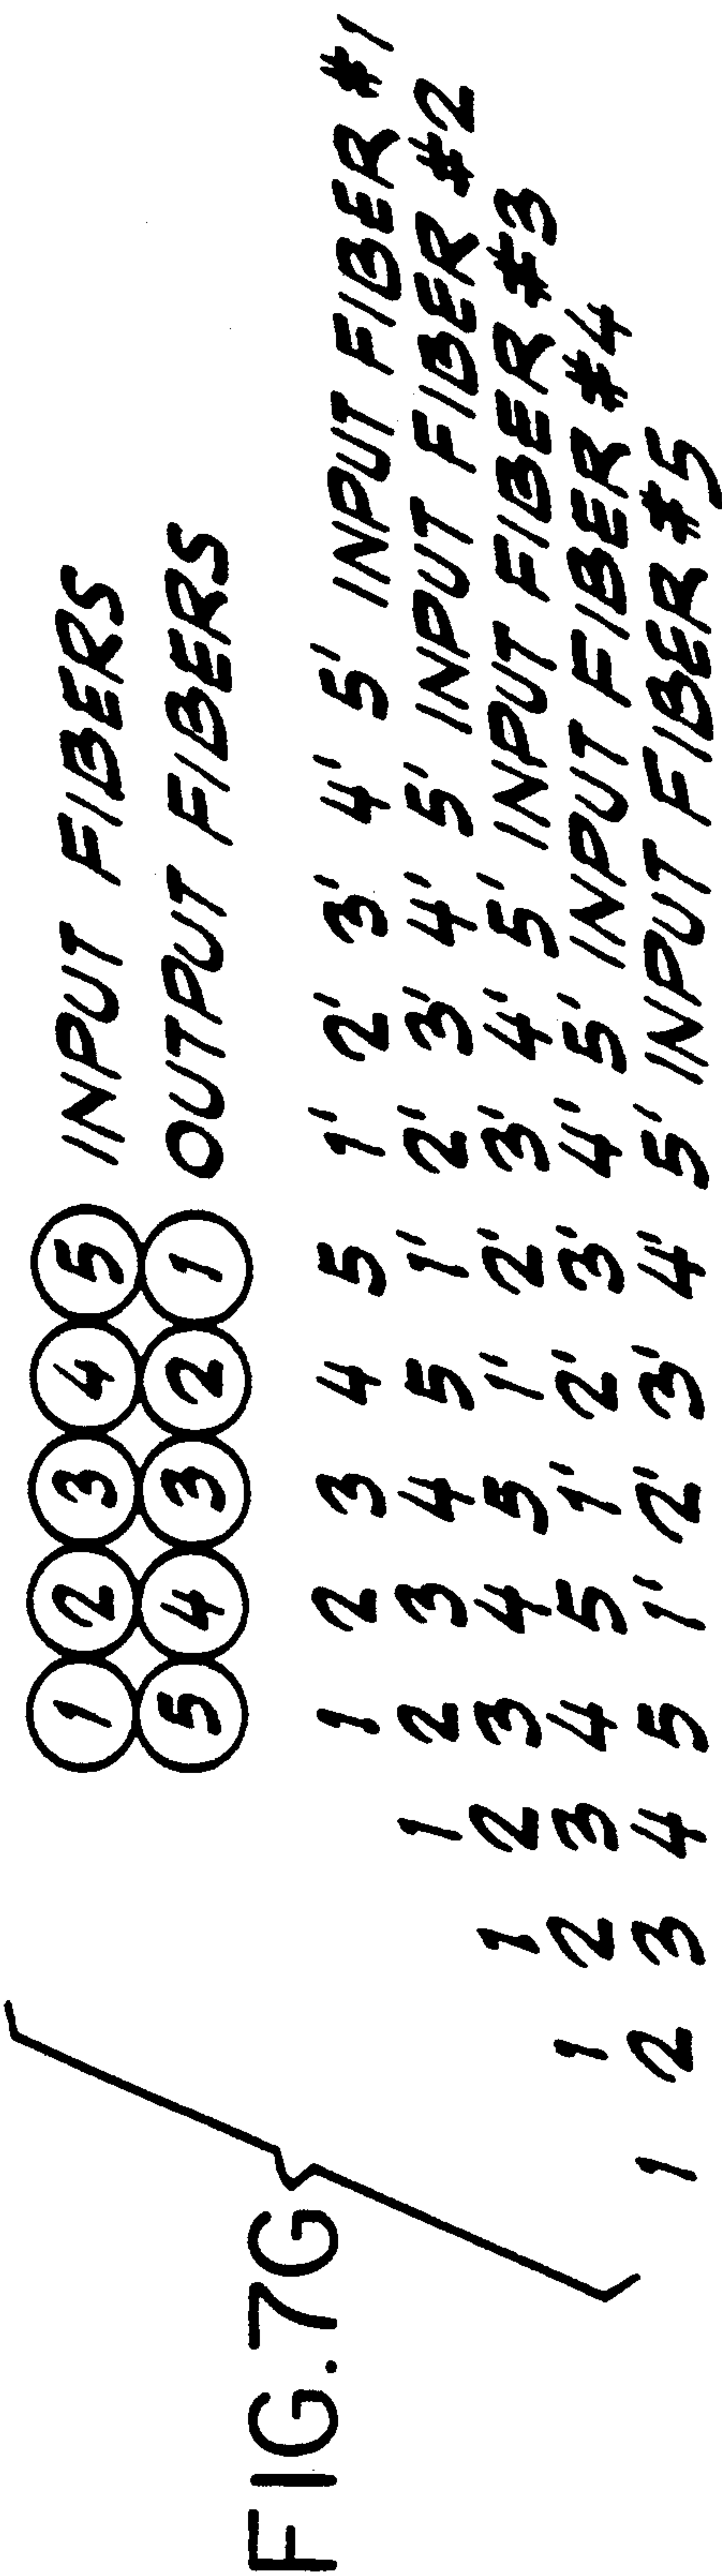 FIG. 7G
1 2 3 4 5 INPUT FIBERS
5 4 3 2 1 OUTPUT FIBERS
1 2 3 4 5 1' 2' 3' 4' 5' INPUT FIBER #1
1 2 3 4 5 1' 2' 3' 4' 5' INPUT FIBER #2
1 2 3 4 5 1' 2' 3' 4' 5' INPUT FIBER #3
1 2 3 4 5 1' 2' 3' 4' 5' INPUT FIBER #4
1 2 3 4 5 1' 2' 3' 4' 5' INPUT FIBER #5